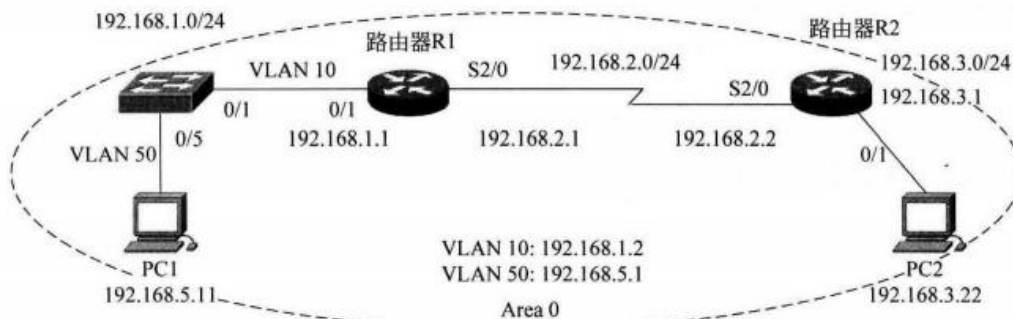 192.168.1.0/24
路由器R1
路由器R2
VLAN 10
S2/0
192.168.2.0/24
S2/0
192.168.3.0/24
192.168.3.1
0/1
0/1
192.168.1.1
192.168.2.1
192.168.2.2
0/1
0/5
VLAN 50
PC1
192.168.5.11
VLAN 10: 192.168.1.2
VLAN 50: 192.168.5.1
Area 0
PC2
192.168.3.22